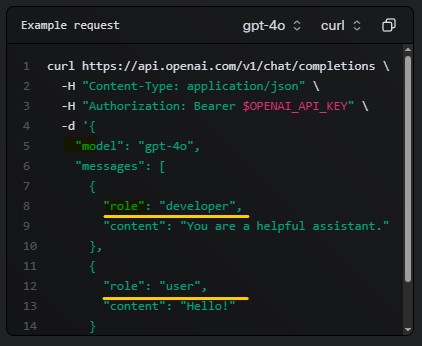 Example request
gpt-4o
curl
1 curl https://api.openai.com/v1/chat/completions \
2 -H "Content-Type: application/json" \
3 -H "Authorization: Bearer $OPENAI_API_KEY" \
4 -d '{
5 "model": "gpt-4o",
6 "messages": [
7 {
8 "role": "developer",
9 "content": "You are a helpful assistant."
10 },
11 {
12 "role": "user",
13 "content": "Hello!"
14 }